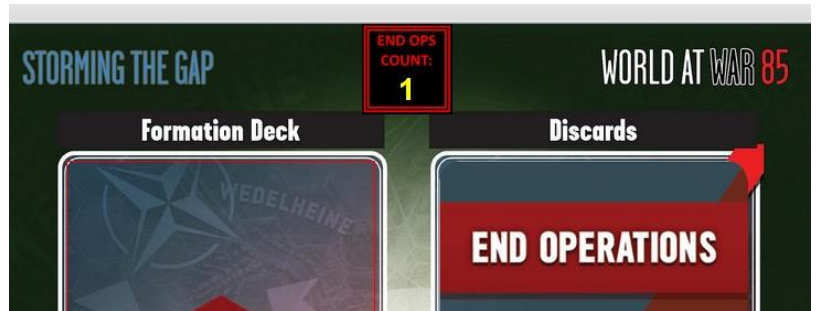 STORMING THE GAP
END OPS
COUNT:
1
WORLD AT WAR 85
Formation Deck
Discards
WEDELHEINE
END OPERATIONS